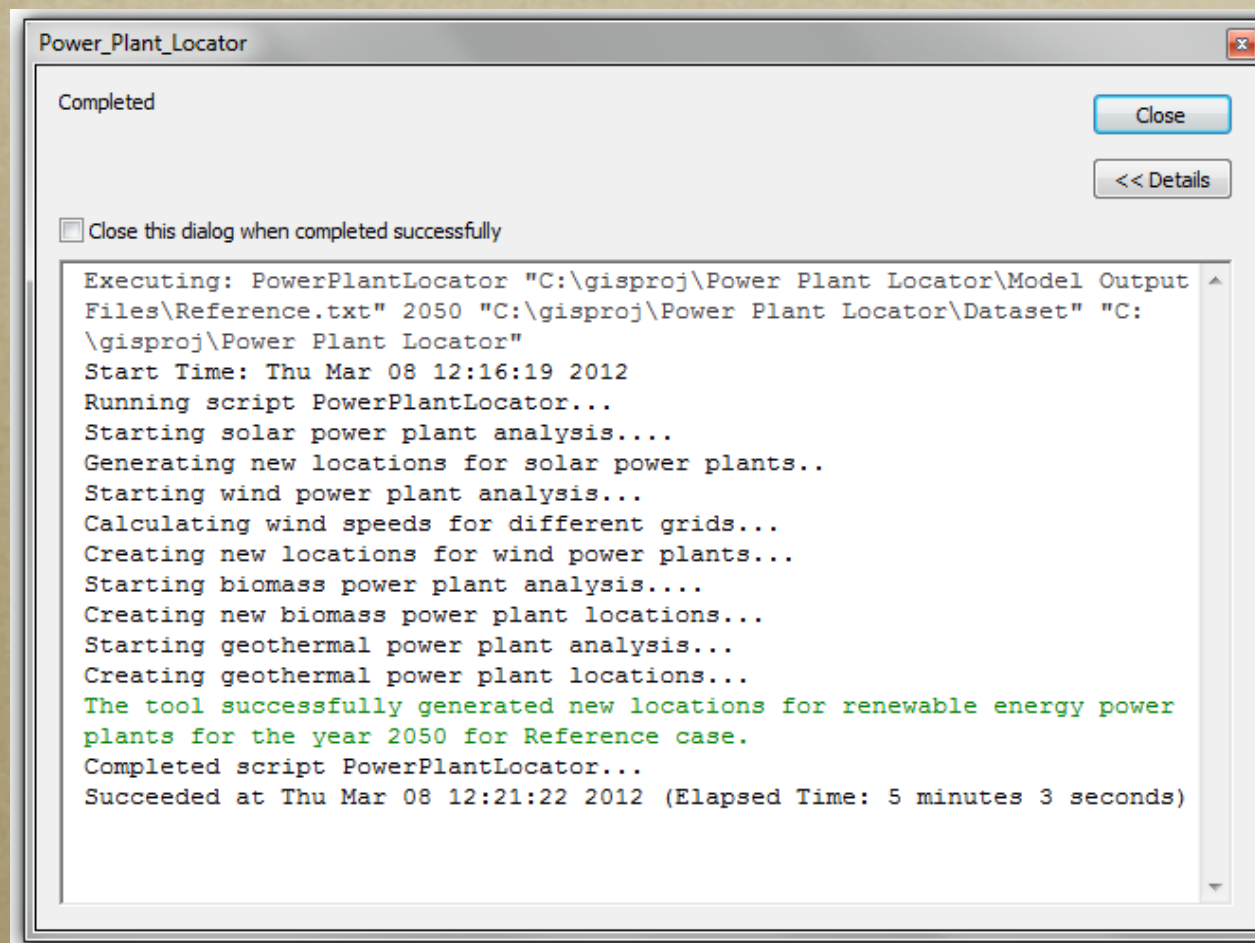 Power_Plant_Locator
Completed
Close
<< Details
Close this dialog when completed successfully
Executing: PowerPlantLocator "C:\gisproj\Power Plant Locator\Model Output
Files\Reference.txt" 2050 "C:\gisproj\Power Plant Locator\Dataset" "C:
\gisproj\Power Plant Locator"
Start Time: Thu Mar 08 12:16:19 2012
Running script PowerPlantLocator...
Starting solar power plant analysis....
Generating new locations for solar power plants..
Starting wind power plant analysis...
Calculating wind speeds for different grids...
Creating new locations for wind power plants...
Starting biomass power plant analysis....
Creating new biomass power plant locations...
Starting geothermal power plant analysis...
Creating geothermal power plant locations...
The tool successfully generated new locations for renewable energy power
plants for the year 2050 for Reference case.
Completed script PowerPlantLocator...
Succeeded at Thu Mar 08 12:21:22 2012 (Elapsed Time: 5 minutes 3 seconds)